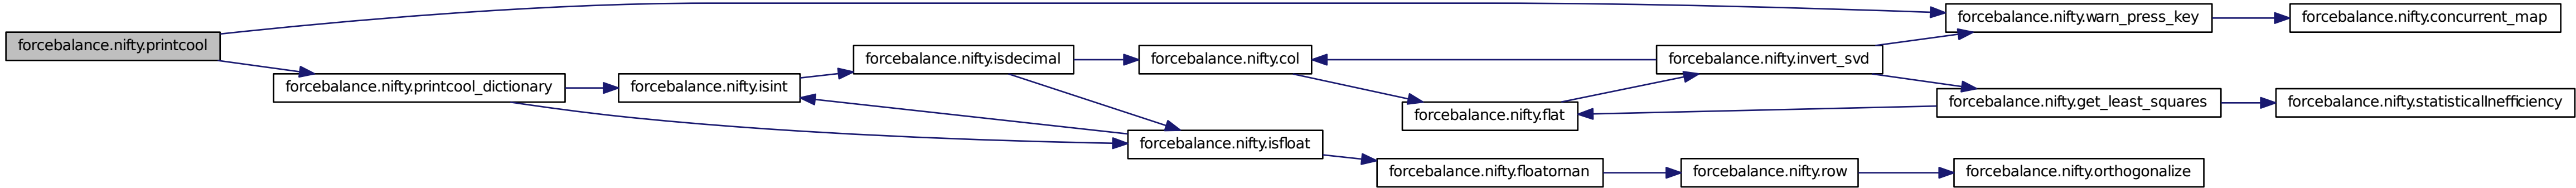 forcebalance.nifty.printcool
forcebalance.nifty.printcool_dictionary
forcebalance.nifty.isint
forcebalance.nifty.isdecimal
forcebalance.nifty.isfloat
forcebalance.nifty.col
forcebalance.nifty.flat
forcebalance.nifty.floatornan
forcebalance.nifty.invert_svd
forcebalance.nifty.row
forcebalance.nifty.warn_press_key
forcebalance.nifty.get_least_squares
forcebalance.nifty.orthogonalize
forcebalance.nifty.concurrent_map
forcebalance.nifty.statisticalInefficiency